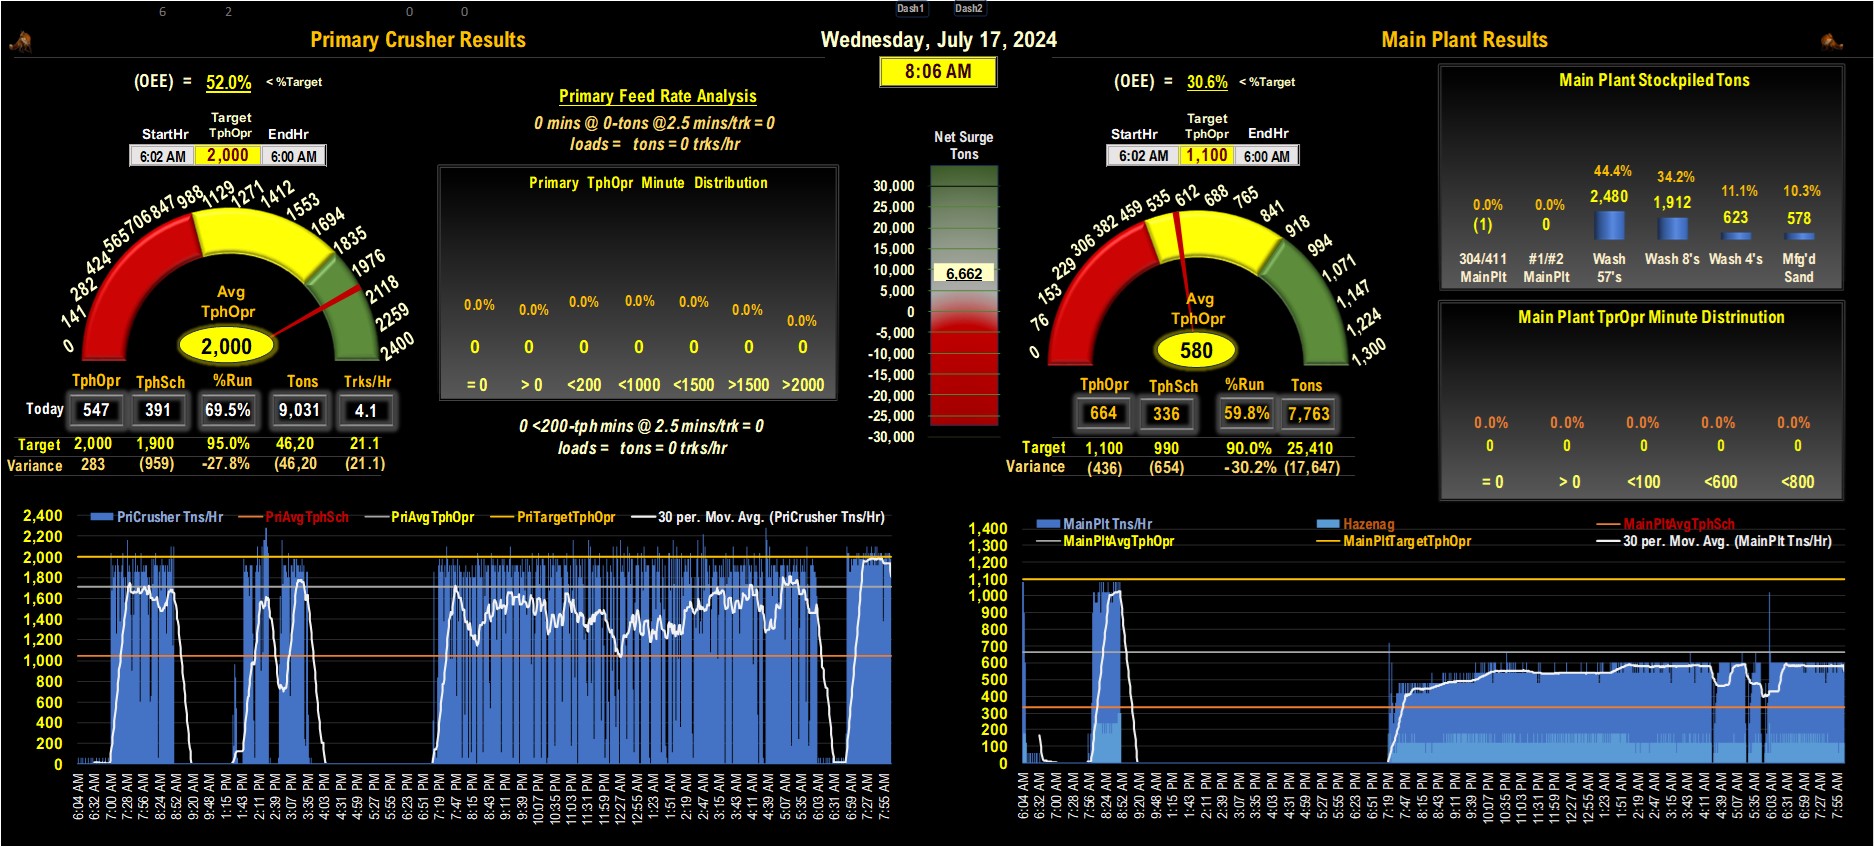 6 2 0 0 Dash1 Dash2
Primary Crusher Results Wednesday, July 17, 2024 Main Plant Results
8:06 AM
(OEE) = 52.0% < %Target
Target
StartHr TphOpr EndHr
6:02 AM 2,000 6:00 AM
0 141 282 424 565 706 847 988 1129 1271 1412 1553 1694 1835 1976 2118 2259 2400
Avg
TphOpr
2,000
TphOpr TphSch %Run Tons Trks/Hr
Today 547 391 69.5% 9,031 4.1
Target 2,000 1,900 95.0% 46,20 21.1
Variance 283 (959) -27.8% (46,20 (21.1)
Primary Feed Rate Analysis
0 mins @ 0-tons @2.5 mins/trk = 0
loads = tons = 0 trks/hr
Primary TphOpr Minute Distribution
0.0% 0.0% 0.0% 0.0% 0.0% 0.0% 0.0%
0 0 0 0 0 0 0
= 0 > 0 <200 <1000 <1500 >1500 >2000
0 <200-tph mins @ 2.5 mins/trk = 0
loads = tons = 0 trks/hr
Net Surge
Tons
30,000
25,000
20,000
15,000
10,000
6,662
5,000
0
-5,000
-10,000
-15,000
-20,000
-25,000
-30,000
(OEE) = 30.6% < %Target
Target
StartHr TphOpr EndHr
6:02 AM 1,100 6:00 AM
0 76 153 229 306 382 459 535 612 688 765 841 918 994 1,071 1,147 1,224 1,300
Avg
TphOpr
580
TphOpr TphSch %Run Tons
664 336 59.8% 7,763
Target 1,100 990 90.0% 25,410
Variance (436) (654) -30.2% (17,647)
Main Plant Stockpiled Tons
0.0% 0.0% 44.4% 34.2% 11.1% 10.3%
(1) 0 2,480 1,912 623 578
304/411 #1/#2 Wash Wash 8's Wash 4's Mfg'd
MainPlt MainPlt 57's Sand
Main Plant TprOpr Minute Distrinution
0.0% 0.0% 0.0% 0.0% 0.0%
0 0 0 0 0
= 0 > 0 <100 <600 <800
PriCrusher Tns/Hr PriAvgTphSch PriAvgTphOpr PriTargetTphOpr 30 per. Mov. Avg. (PriCrusher Tns/Hr)
2,400
2,200
2,000
1,800
1,600
1,400
1,200
1,000
800
600
400
200
0
6:04 AM 6:32 AM 7:00 AM 7:28 AM 7:56 AM 8:24 AM 8:52 AM 9:20 AM 9:48 AM 1:15 PM 1:43 PM 2:11 PM 2:39 PM 3:07 PM 3:35 PM 4:03 PM 4:31 PM 4:59 PM 5:27 PM 5:55 PM 6:23 PM 6:51 PM 7:19 PM 7:47 PM 8:15 PM 8:43 PM 9:11 PM 9:39 PM 10:07 PM 10:35 PM 11:03 PM 11:31 PM 11:59 PM 12:27 AM 12:55 AM 1:23 AM 1:51 AM 2:19 AM 2:47 AM 3:15 AM 3:43 AM 4:11 AM 4:39 AM 5:07 AM 5:35 AM 6:03 AM 6:31 AM 6:59 AM 7:27 AM 7:55 AM
MainPlt Tns/Hr Hazenag MainPltAvgTphSch
MainPltAvgTphOpr MainPltTargetTphOpr 30 per. Mov. Avg. (MainPlt Tns/Hr)
1,400
1,300
1,200
1,100
1,000
900
800
700
600
500
400
300
200
100
0
6:04 AM 6:32 AM 7:00 AM 7:28 AM 7:56 AM 8:24 AM 8:52 AM 9:20 AM 9:48 AM 1:15 PM 1:43 PM 2:11 PM 2:39 PM 3:07 PM 3:35 PM 4:03 PM 4:31 PM 4:59 PM 5:27 PM 5:55 PM 6:23 PM 6:51 PM 7:19 PM 7:47 PM 8:15 PM 8:43 PM 9:11 PM 9:39 PM 10:07 PM 10:35 PM 11:03 PM 11:31 PM 11:59 PM 12:27 AM 12:55 AM 1:23 AM 1:51 AM 2:19 AM 2:47 AM 3:15 AM 3:43 AM 4:11 AM 4:39 AM 5:07 AM 5:35 AM 6:03 AM 6:31 AM 6:59 AM 7:27 AM 7:55 AM